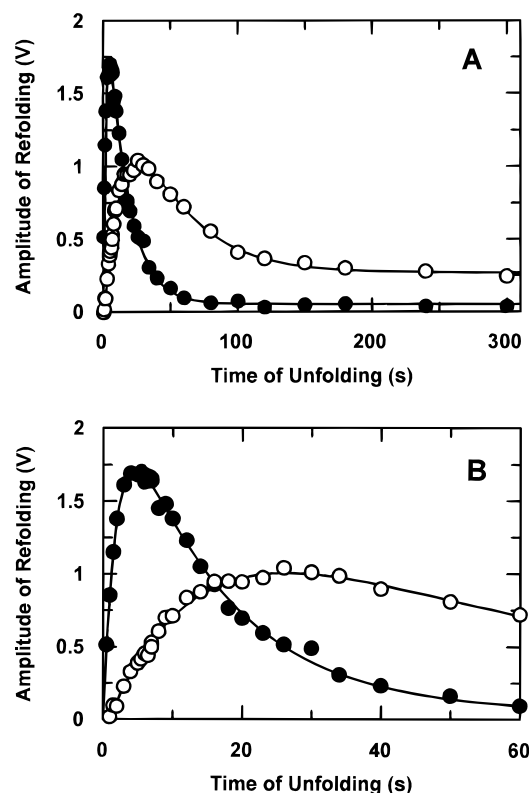 A
Amplitude of Refolding (V)
2
1.5
1
0.5
0
0 100 200 300
Time of Unfolding (s)
B
Amplitude of Refolding (V)
2
1.5
1
0.5
0
0 20 40 60
Time of Unfolding (s)